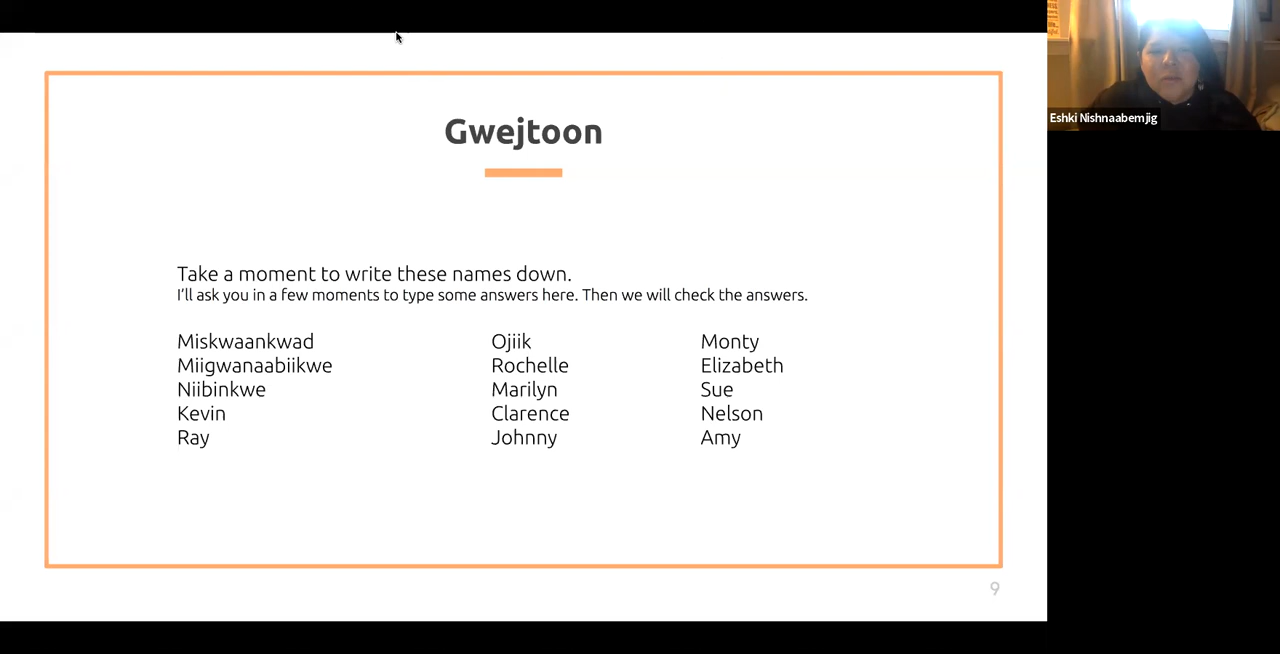 Gwejtoon
Take a moment to write these names down.
I'll ask you in a few moments to type some answers here. Then we will check the answers.
Miskwaankwad
Miigwanaabiikwe
Niibinkwe
Kevin
Ray
Ojiik
Rochelle
Marilyn
Clarence
Johnny
Monty
Elizabeth
Sue
Nelson
Amy
9
Eshki Nishnaabemjig